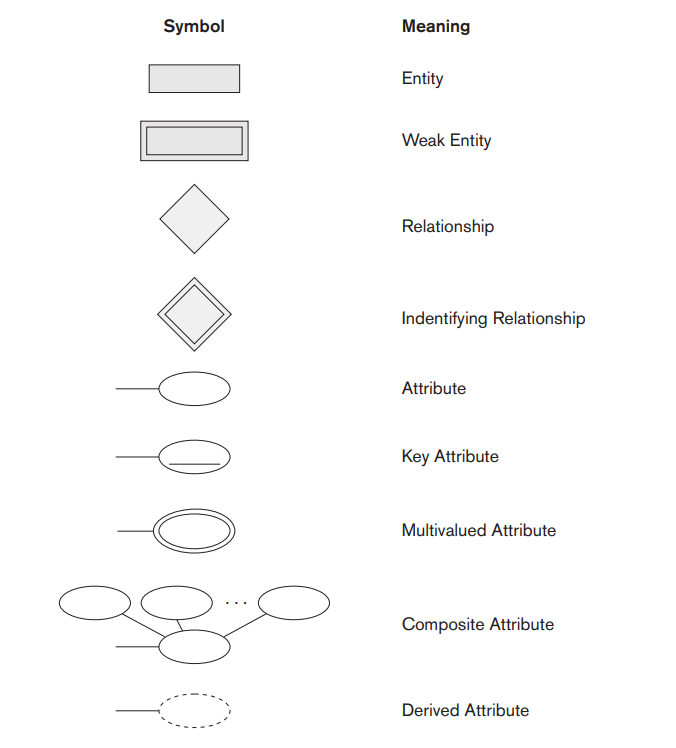 Symbol Meaning
Entity
Weak Entity
Relationship
Indentifying Relationship
Attribute
Key Attribute
Multivalued Attribute
. . .
Composite Attribute
Derived Attribute